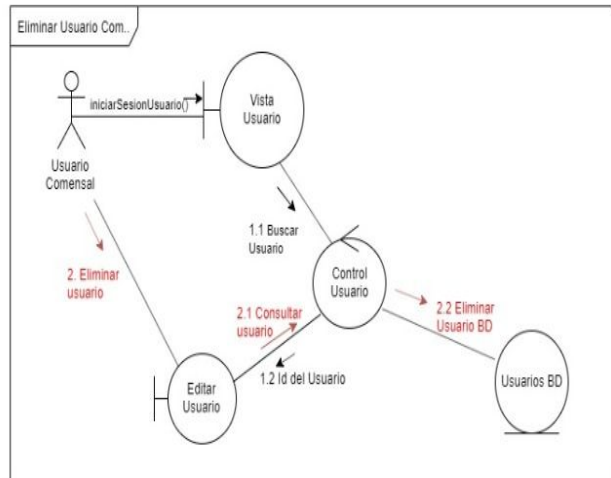 Eliminar Usuario Com..
iniciarSesionUsuario()
Vista
Usuario
Usuario
Comensal
1.1 Buscar
Usuario
2. Eliminar
usuario
Control
Usuario
2.1 Consultar
usuario
2.2 Eliminar
Usuario BD
1.2 Id del Usuario
Editar
Usuario
Usuarios BD